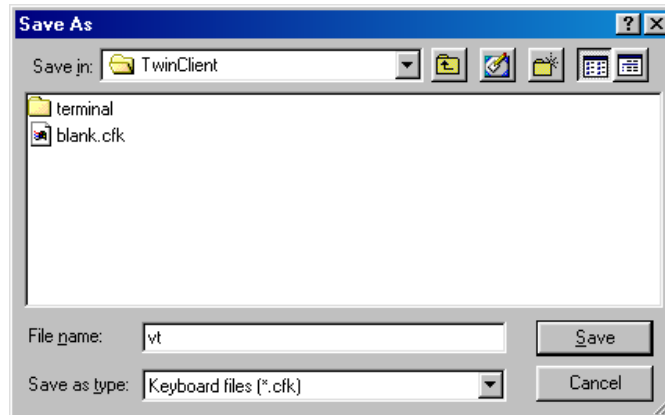 Save As
Save in: TwinClient
terminal
blank.cfk
File name: vt Save
Save as type: Keyboard files (*.cfk) Cancel